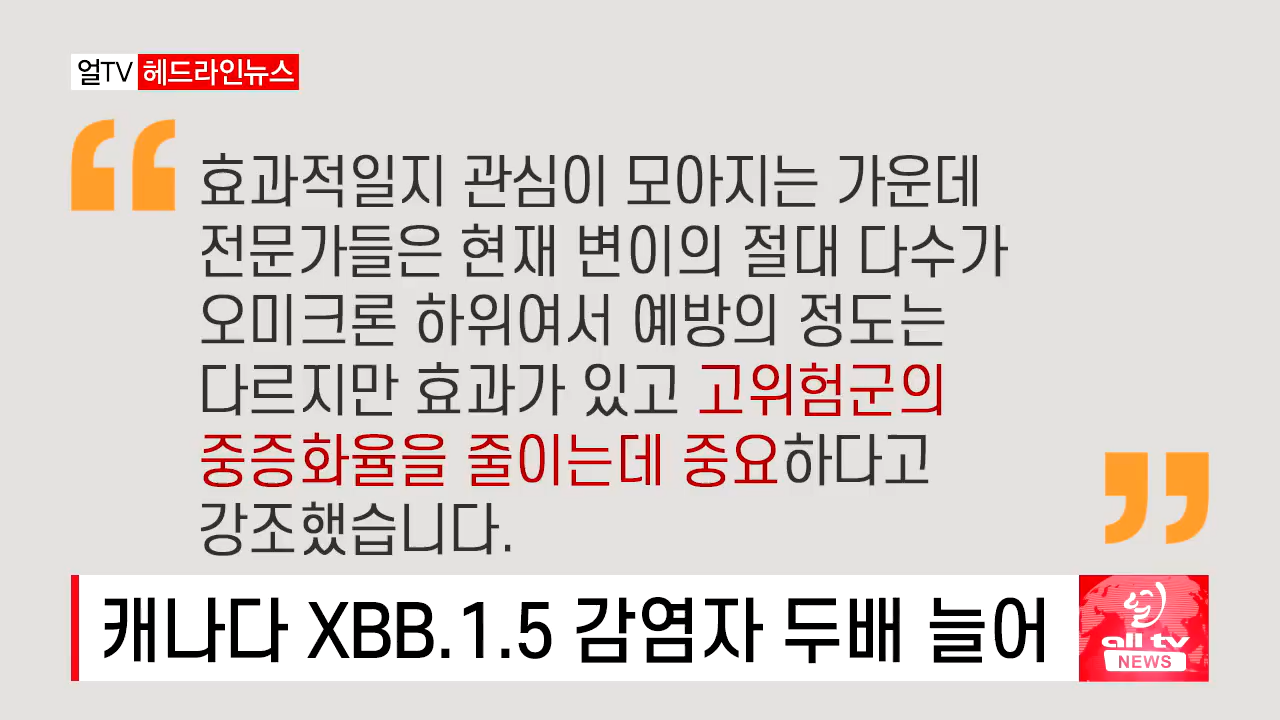 얼TV 헤드라인뉴스
효과적일지 관심이 모아지는 가운데
전문가들은 현재 변이의 절대 다수가
오미크론 하위여서 예방의 정도는
다르지만 효과가 있고 고위험군의
중증화율을 줄이는데 중요하다고
강조했습니다.
캐나다 XBB.1.5 감염자 두배 늘어
all tv
NEWS